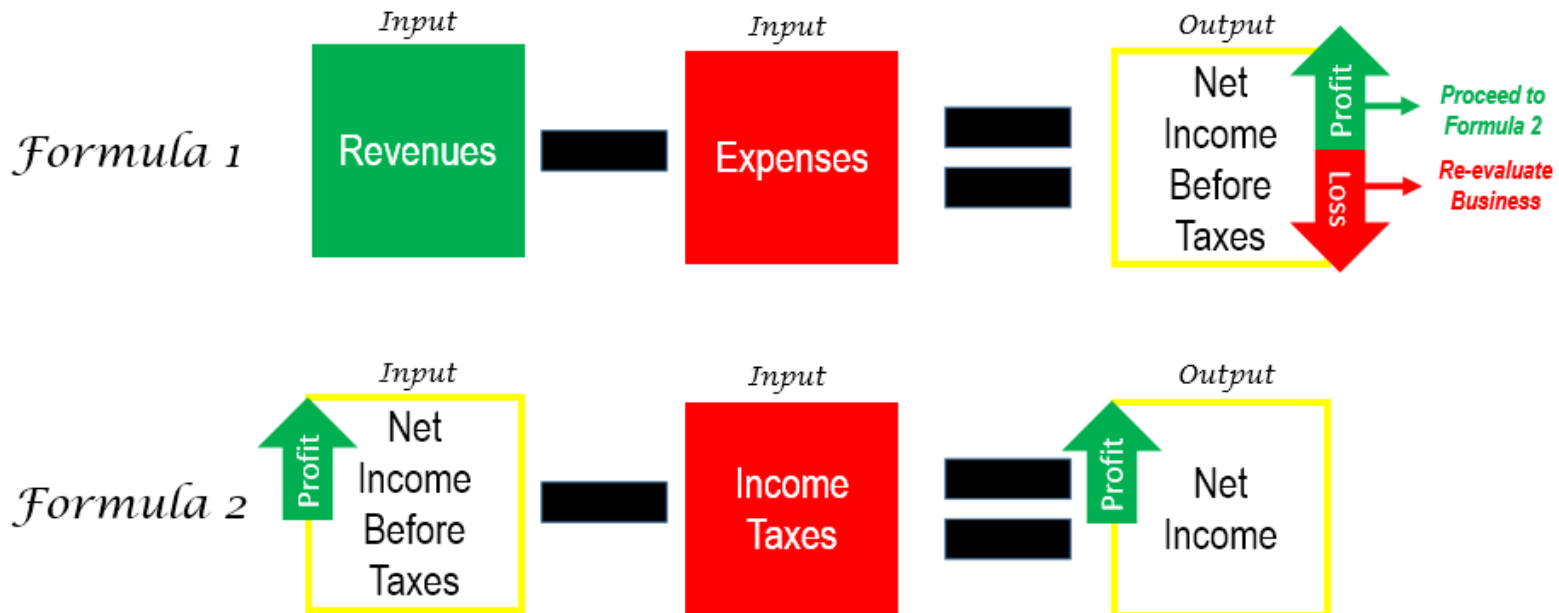 Input
Input
Output
Formula 1
Revenues
Expenses
Net
Income
Before
Taxes
Profit
Loss
Proceed to
Formula 2
Re-evaluate
Business
Input
Input
Output
Formula 2
Profit
Net
Income
Before
Taxes
Income
Taxes
Profit
Net
Income